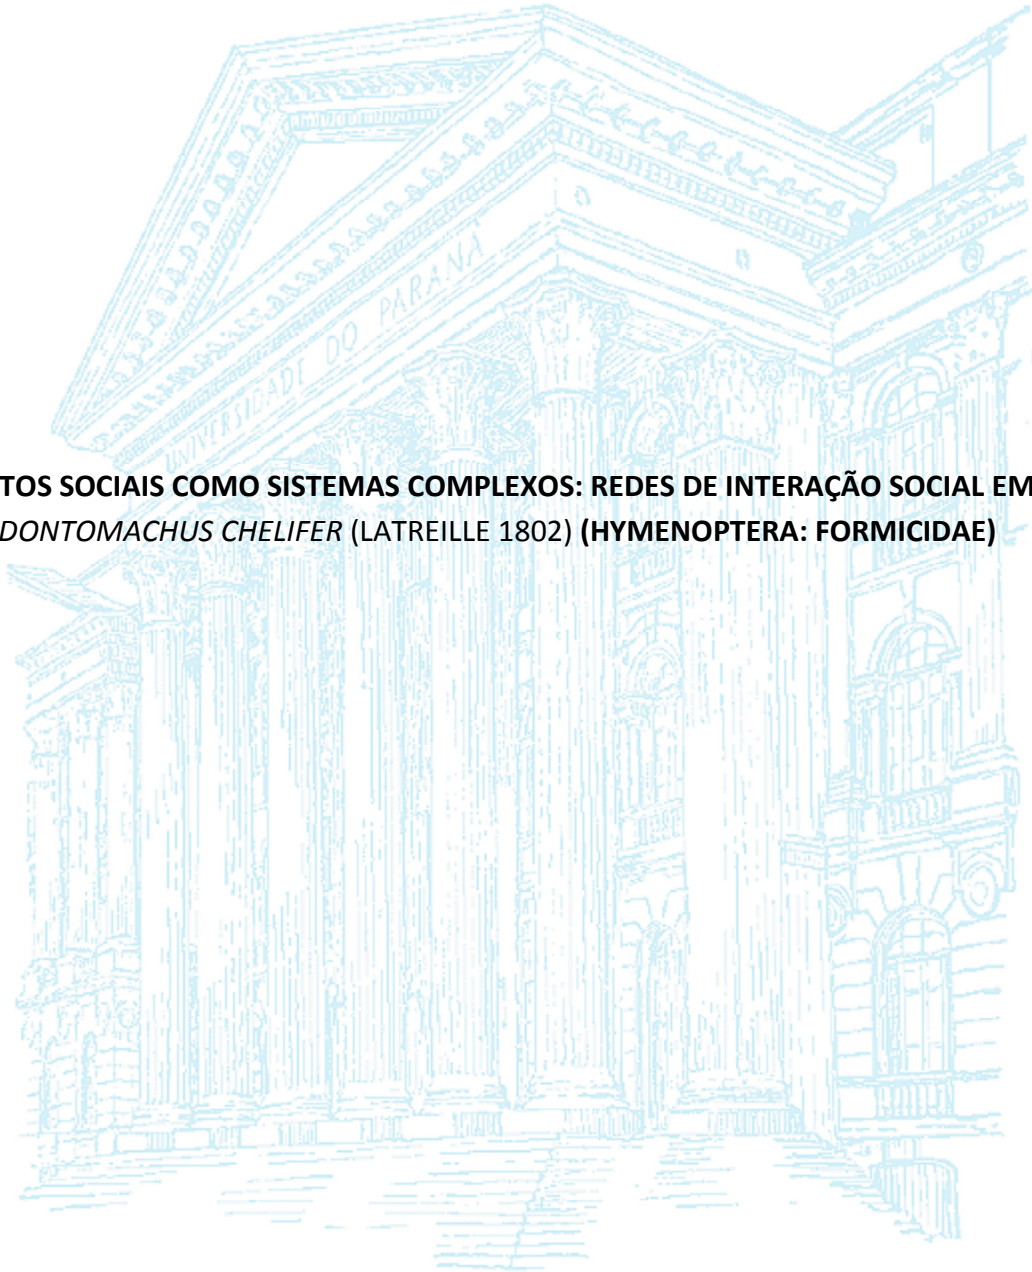 UNIVERSIDADE DO PARANÁ
TOS SOCIAIS COMO SISTEMAS COMPLEXOS: REDES DE INTERAÇÃO SOCIAL EM
DONTOMACHUS CHELIFER (LATREILLE 1802) (HYMENOPTERA: FORMICIDAE)